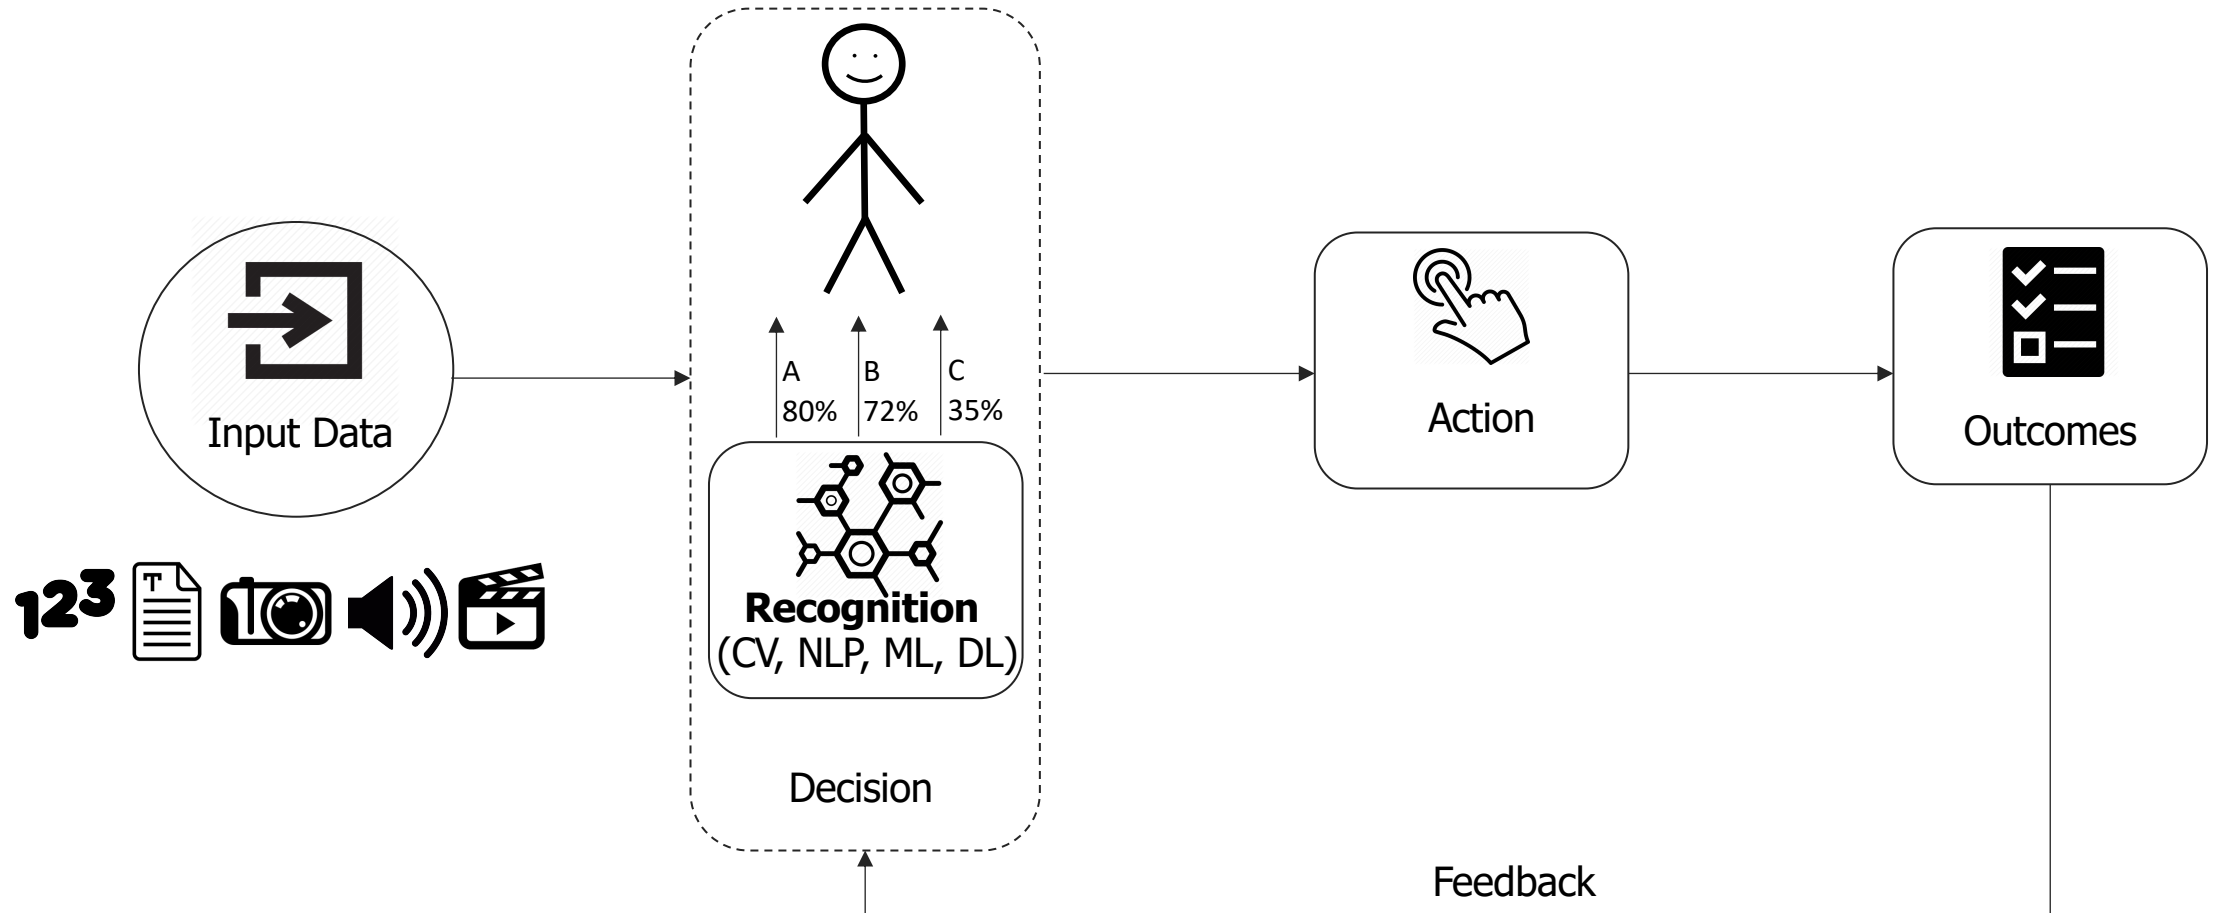 Input Data
123
T
A
80%
B
72%
C
35%
Recognition
(CV, NLP, ML, DL)
Decision
Action
Outcomes
Feedback